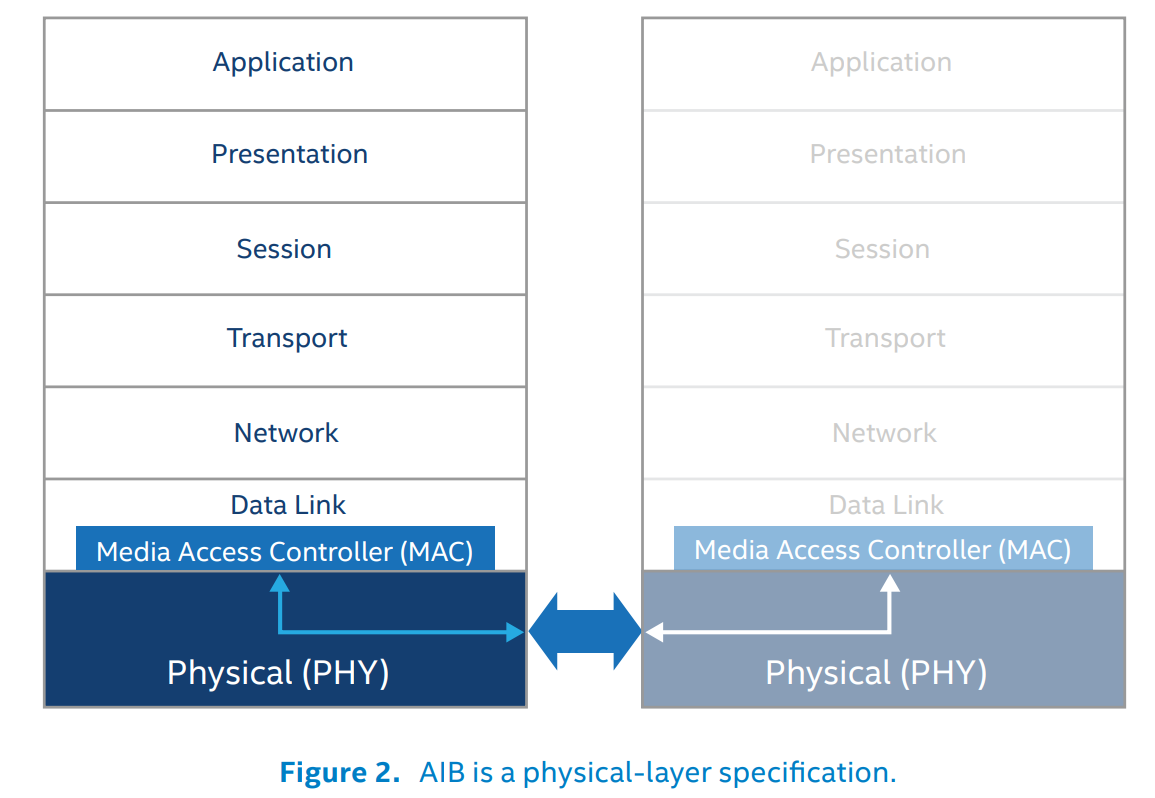 Application
Presentation
Session
Transport
Network
Data Link
Media Access Controller (MAC)
Physical (PHY)
Application
Presentation
Session
Transport
Network
Data Link
Media Access Controller (MAC)
Physical (PHY)
Figure 2. AIB is a physical-layer specification.